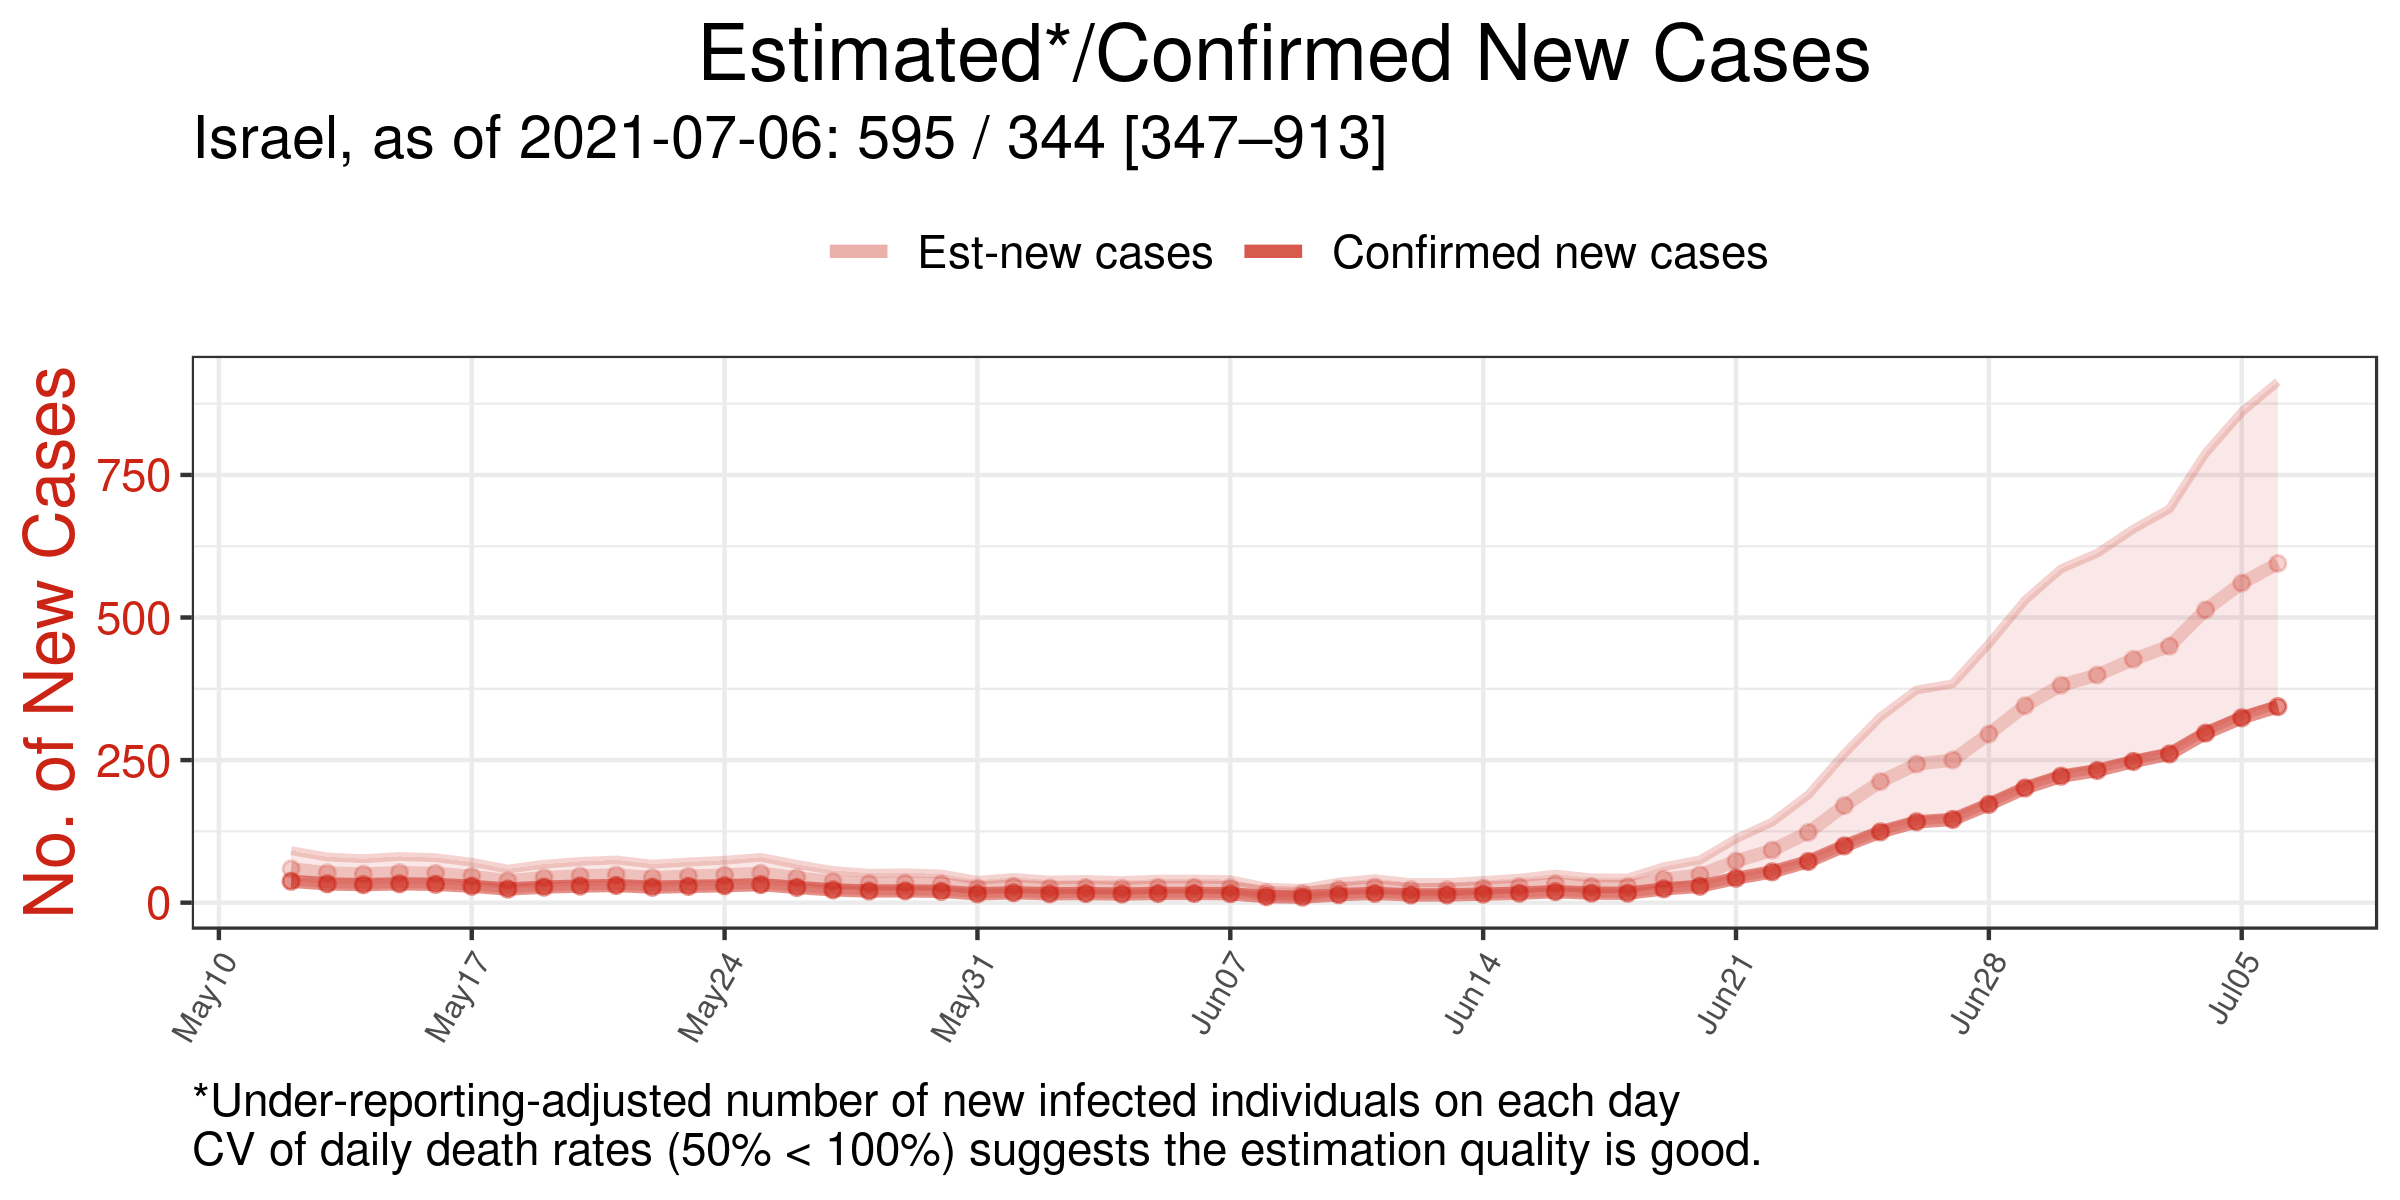 Estimated*/Confirmed New Cases
Israel, as of 2021-07-06: 595 / 344 [347–913]
Est-new cases
Confirmed new cases
No. of New Cases
750
500
250
0
May10
May17
May24
May31
Jun07
Jun14
Jun21
Jun28
Jul05
*Under-reporting-adjusted number of new infected individuals on each day
CV of daily death rates (50% < 100%) suggests the estimation quality is good.